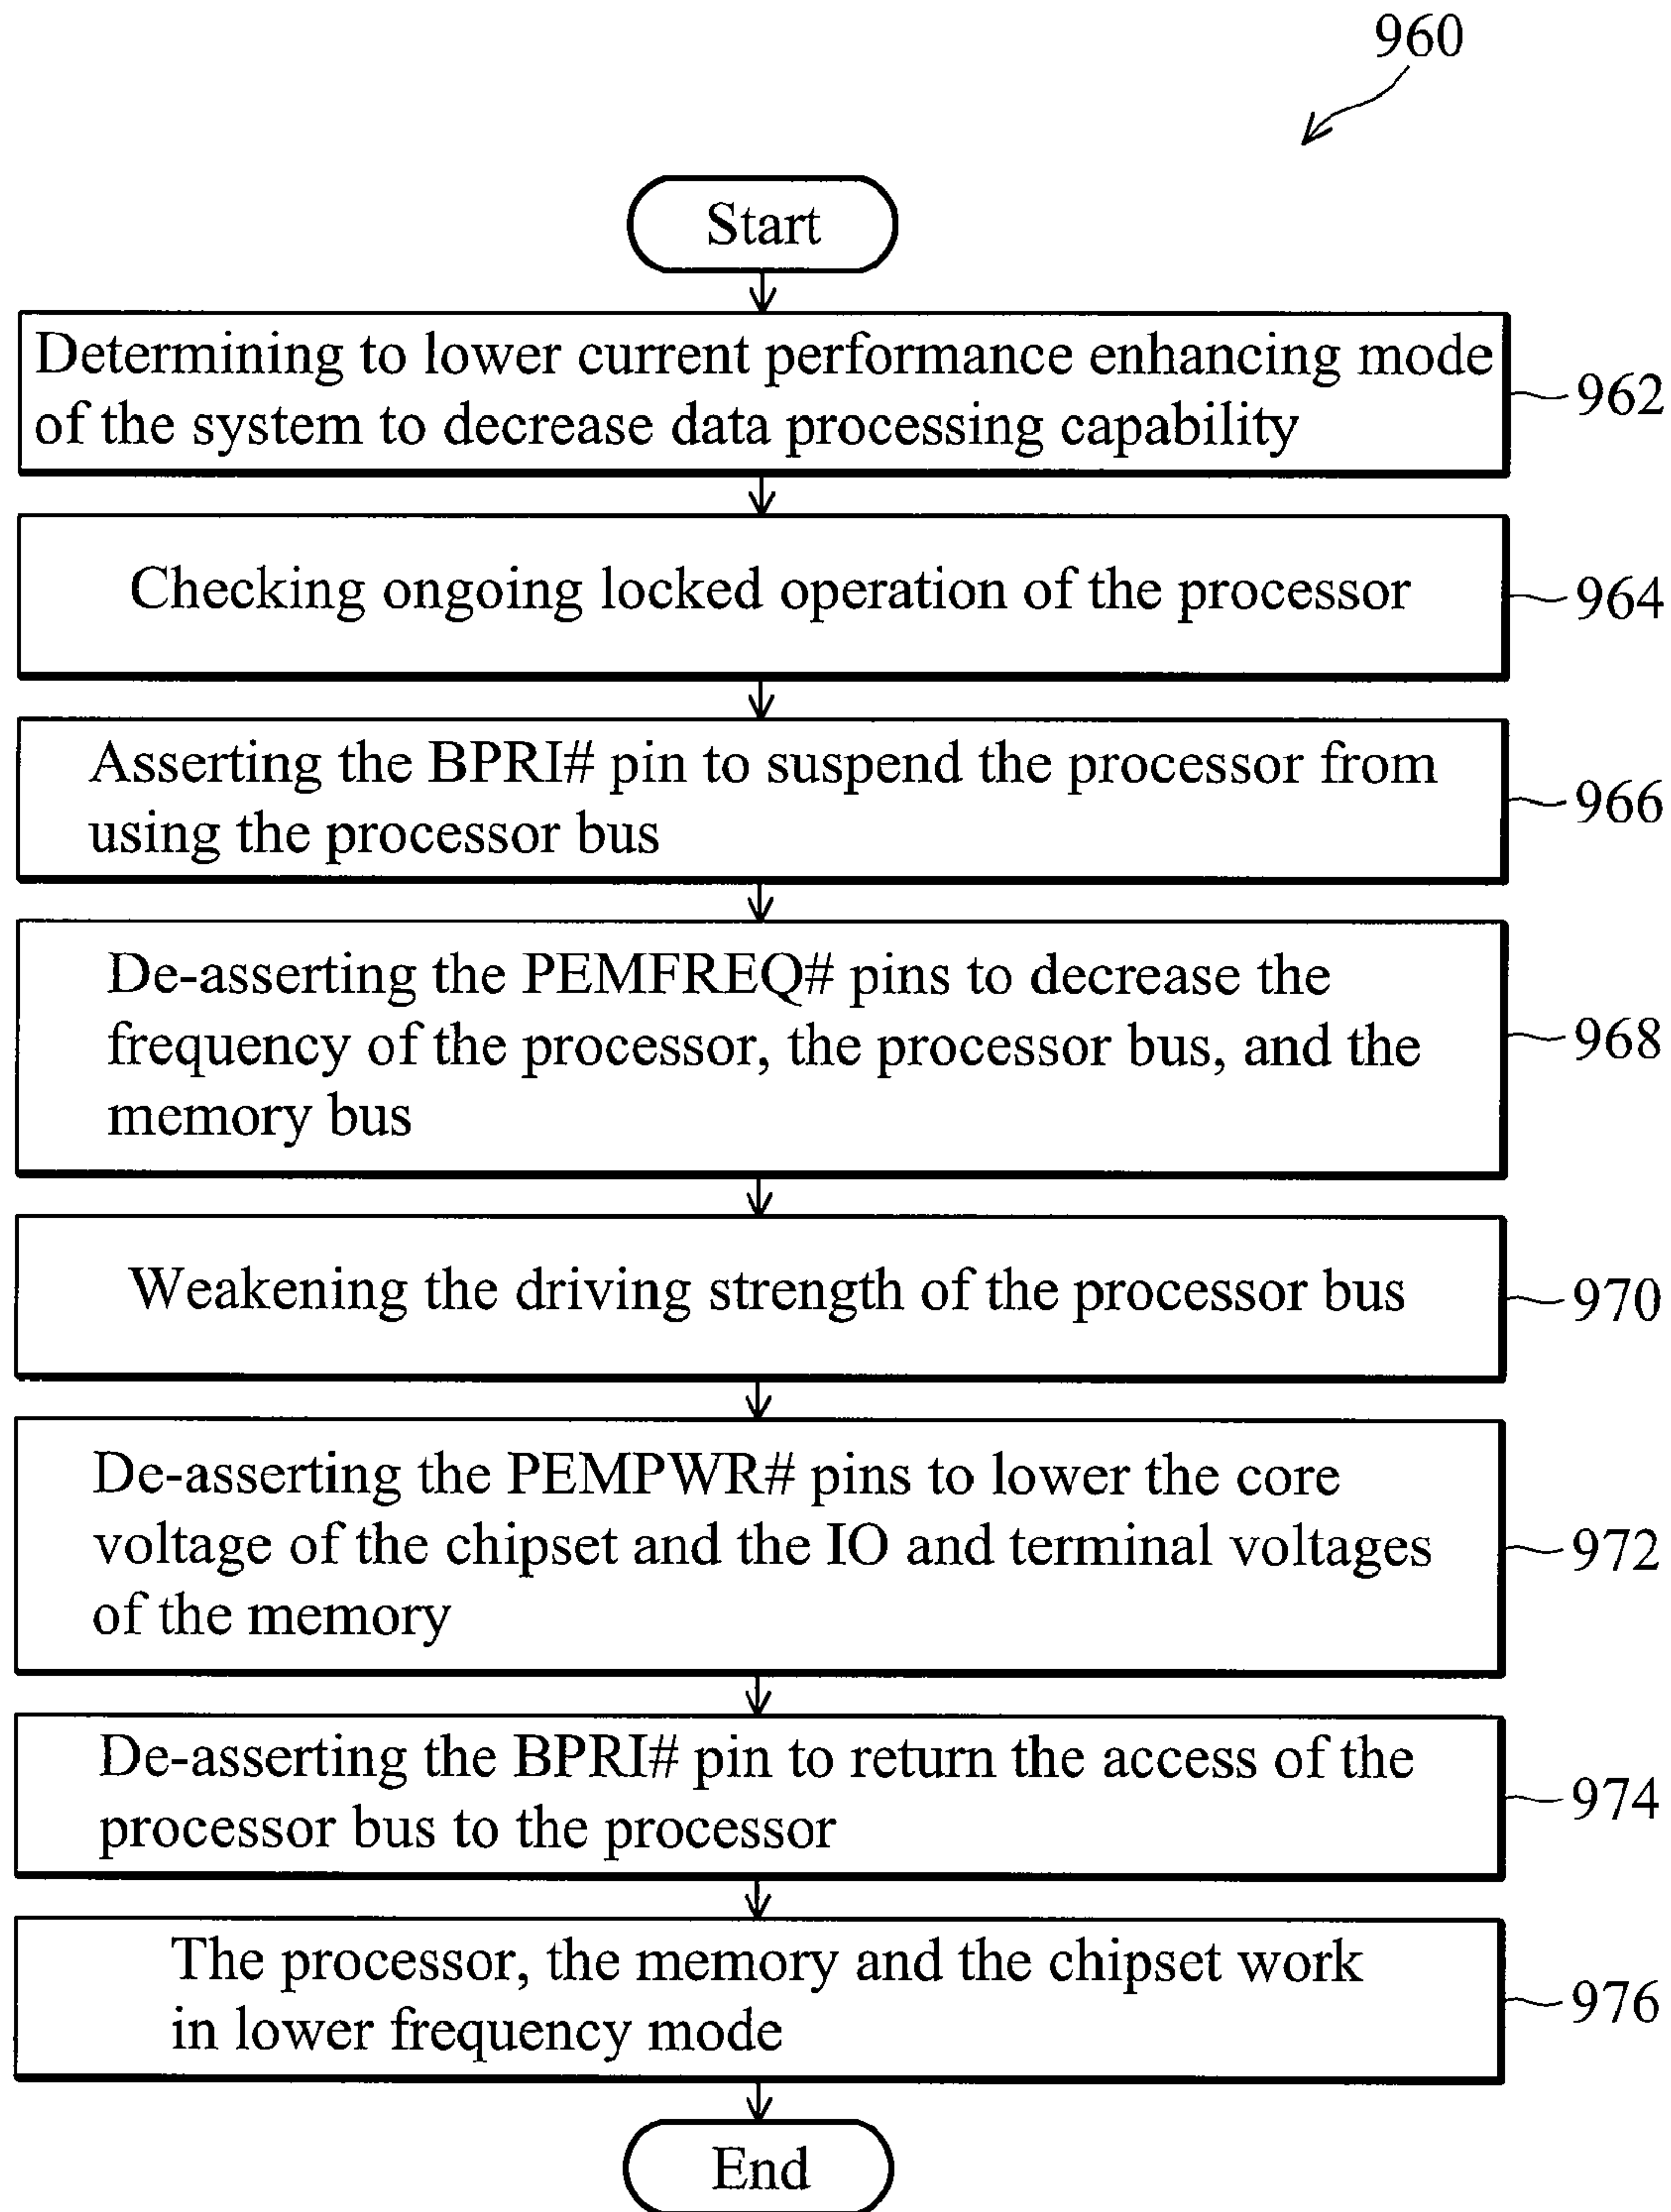 960
Start
Determining to lower current performance enhancing mode
of the system to decrease data processing capability
962
Checking ongoing locked operation of the processor
964
Asserting the BPRI# pin to suspend the processor from
using the processor bus
966
De-asserting the PEMFREQ# pins to decrease the
frequency of the processor, the processor bus, and the
memory bus
968
Weakening the driving strength of the processor bus
970
De-asserting the PEMPWR# pins to lower the core
voltage of the chipset and the IO and terminal voltages
of the memory
972
De-asserting the BPRI# pin to return the access of the
processor bus to the processor
974
The processor, the memory and the chipset work
in lower frequency mode
976
End